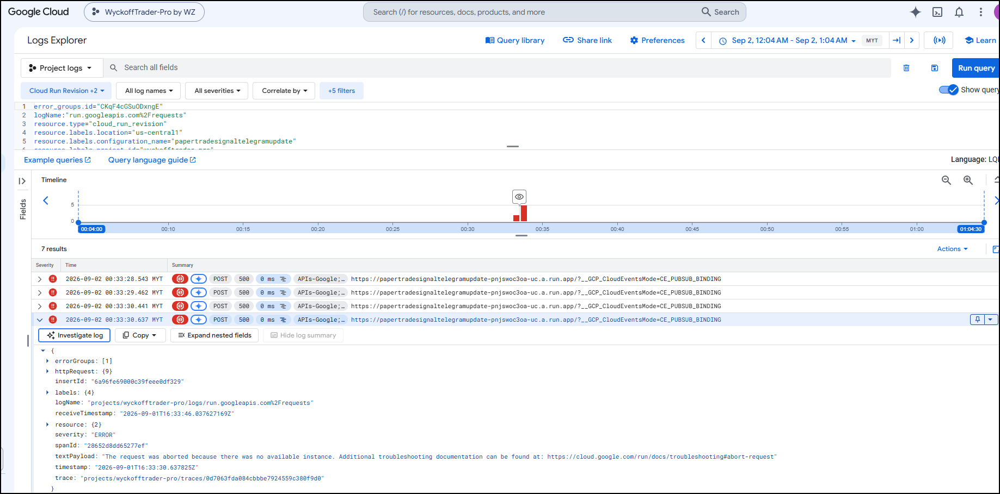 Google Cloud WyckoffTrader-Pro by WZ Search (/) for resources, docs, products, and more Search
Logs Explorer Query library Share link Preferences Sep 2, 12:04 AM - Sep 2, 1:04 AM MYT Learn
Project logs Search all fields Run query
Cloud Run Revision +2 All log names All severities Correlate by +5 filters Show query
1 error_groups.id="CKqF4cGSuODxngE"
2 logName:"run.googleapis.com%2Frequests"
3 resource.type="cloud_run_revision"
4 resource.labels.location="us-central1"
5 resource.labels.configuration_name="papertradesignaltelegramupdate"
6 resource.labels.project_id="wyckofftrader-pro"
Example queries Query language guide Language: LQ
Fields
Timeline
5
0
00:04:00 00:10 00:15 00:20 00:25 00:30 00:35 00:40 00:45 00:50 00:55 01:00 01:04:30
7 results Actions
Severity Time Summary
2026-09-02 00:33:28.543 MYT POST 500 0 ms APIs-Google;… https://papertradesignaltelegramupdate-pnjswoc3oa-uc.a.run.app/?__GCP_CloudEventsMode=CE_PUBSUB_BINDING
2026-09-02 00:33:29.462 MYT POST 500 0 ms APIs-Google;… https://papertradesignaltelegramupdate-pnjswoc3oa-uc.a.run.app/?__GCP_CloudEventsMode=CE_PUBSUB_BINDING
2026-09-02 00:33:30.441 MYT POST 500 0 ms APIs-Google;… https://papertradesignaltelegramupdate-pnjswoc3oa-uc.a.run.app/?__GCP_CloudEventsMode=CE_PUBSUB_BINDING
2026-09-02 00:33:30.637 MYT POST 500 0 ms APIs-Google;… https://papertradesignaltelegramupdate-pnjswoc3oa-uc.a.run.app/?__GCP_CloudEventsMode=CE_PUBSUB_BINDING
Investigate log Copy Expand nested fields Hide log summary
{
errorGroups: [1]
httpRequest: {9}
insertId: "6a96fe69000c39feee0df329"
labels: {4}
logName: "projects/wyckofftrader-pro/logs/run.googleapis.com%2Frequests"
receiveTimestamp: "2026-09-01T16:33:46.037627169Z"
resource: {2}
severity: "ERROR"
spanId: "28652d8dd65277ef"
textPayload: "The request was aborted because there was no available instance. Additional troubleshooting documentation can be found at: https://cloud.google.com/run/docs/troubleshooting#abort-request"
timestamp: "2026-09-01T16:33:30.637825Z"
trace: "projects/wyckofftrader-pro/traces/0d7063fda084cbbbe7924559c380f9d0"
}